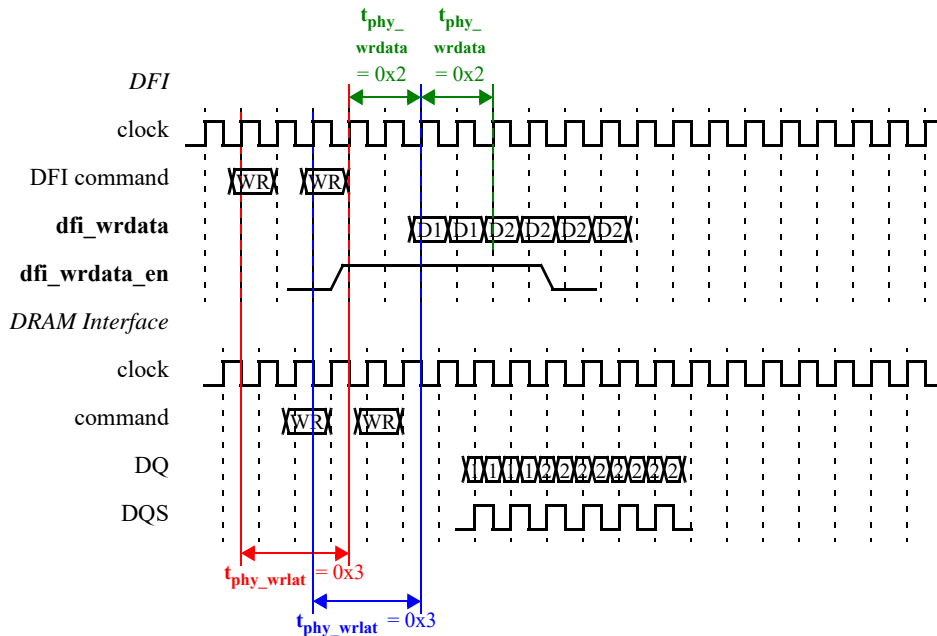 tphy_ tphy_
wrdata wrdata
= 0x2 = 0x2
DFI
clock
DFI command WR WR
dfi_wrdata D1 D1 D2 D2 D2 D2
dfi_wrdata_en
DRAM Interface
clock
command WR WR
DQ 1 1 1 1 2 2 2 2 2 2 2 2
DQS
tphy_wrlat = 0x3
tphy_wrlat = 0x3